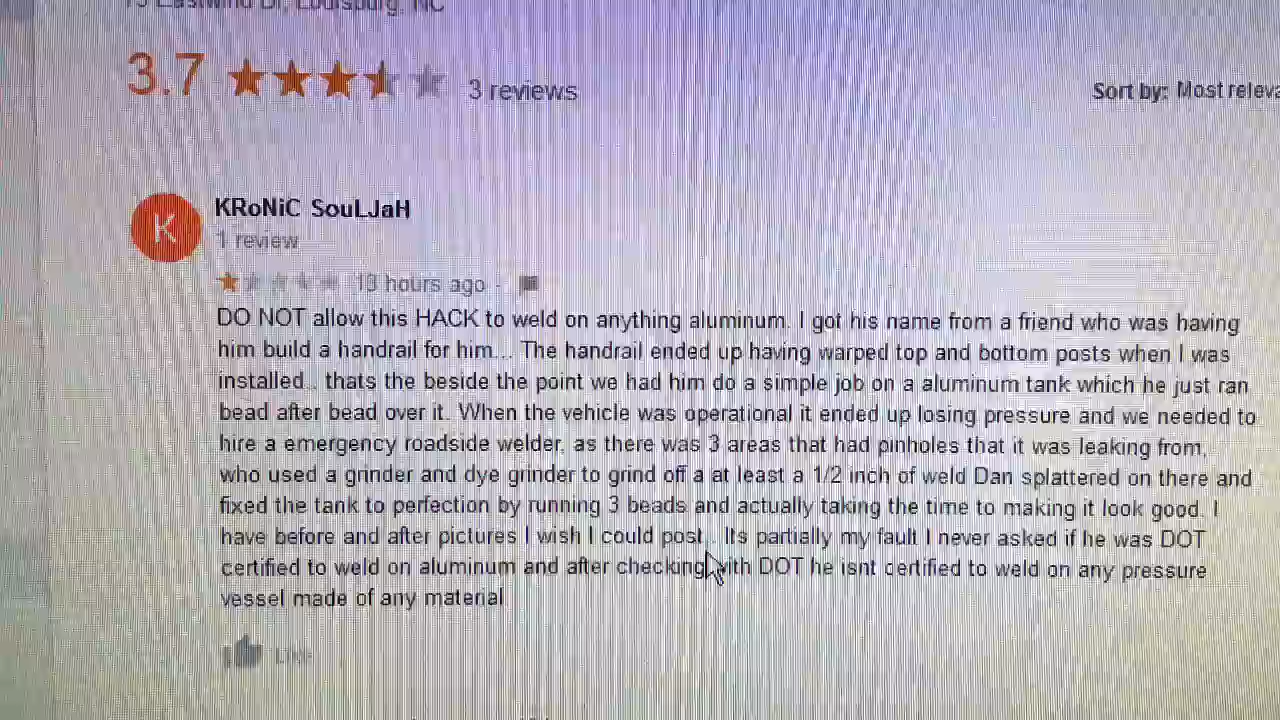 Eastwind Dr, Louisburg, NC
3.7 3 reviews
Sort by: Most releva
K
KRoNiC SouLJaH
1 review
13 hours ago -
DO NOT allow this HACK to weld on anything aluminum. I got his name from a friend who was having
him build a handrail for him... The handrail ended up having warped top and bottom posts when I was
installed.. thats the beside the point we had him do a simple job on a aluminum tank which he just ran
bead after bead over it. When the vehicle was operational it ended up losing pressure and we needed to
hire a emergency roadside welder, as there was 3 areas that had pinholes that it was leaking from,
who used a grinder and dye grinder to grind off a at least a 1/2 inch of weld Dan splattered on there and
fixed the tank to perfection by running 3 beads and actually taking the time to making it look good. I
have before and after pictures I wish I could post.. Its partially my fault I never asked if he was DOT
certified to weld on aluminum and after checking with DOT he isnt certified to weld on any pressure
vessel made of any material
Like